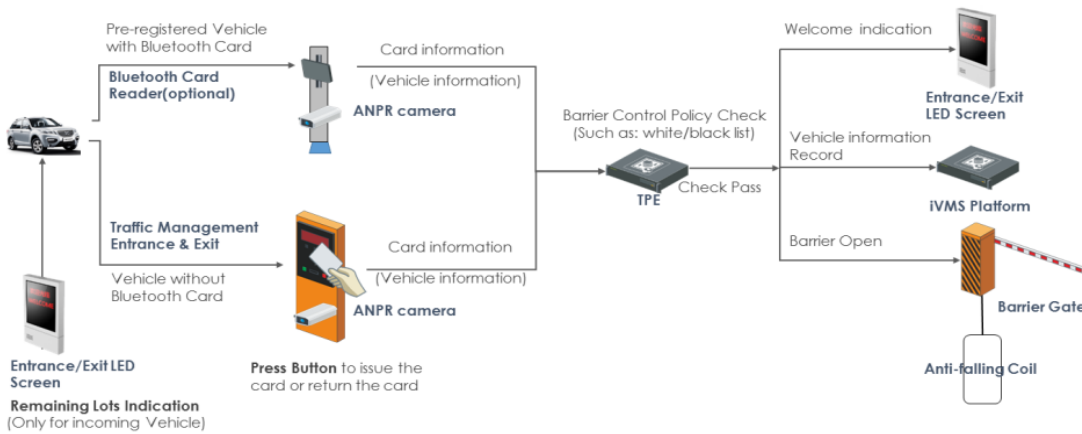 Pre-registered Vehicle
with Bluetooth Card
Bluetooth Card
Reader(optional)
Card information
(Vehicle information)
ANPR camera
Traffic Management
Entrance & Exit
Vehicle without
Bluetooth Card
Card information
(Vehicle information)
ANPR camera
Press Button to issue the
card or return the card
Entrance/Exit LED
Screen
Remaining Lots Indication
(Only for incoming Vehicle)
Barrier Control Policy Check
(Such as: white/black list)
TPE
Check Pass
Welcome indication
Entrance/Exit
LED Screen
Vehicle information
Record
iVMS Platform
Barrier Open
Barrier Gate
Anti-falling Coil